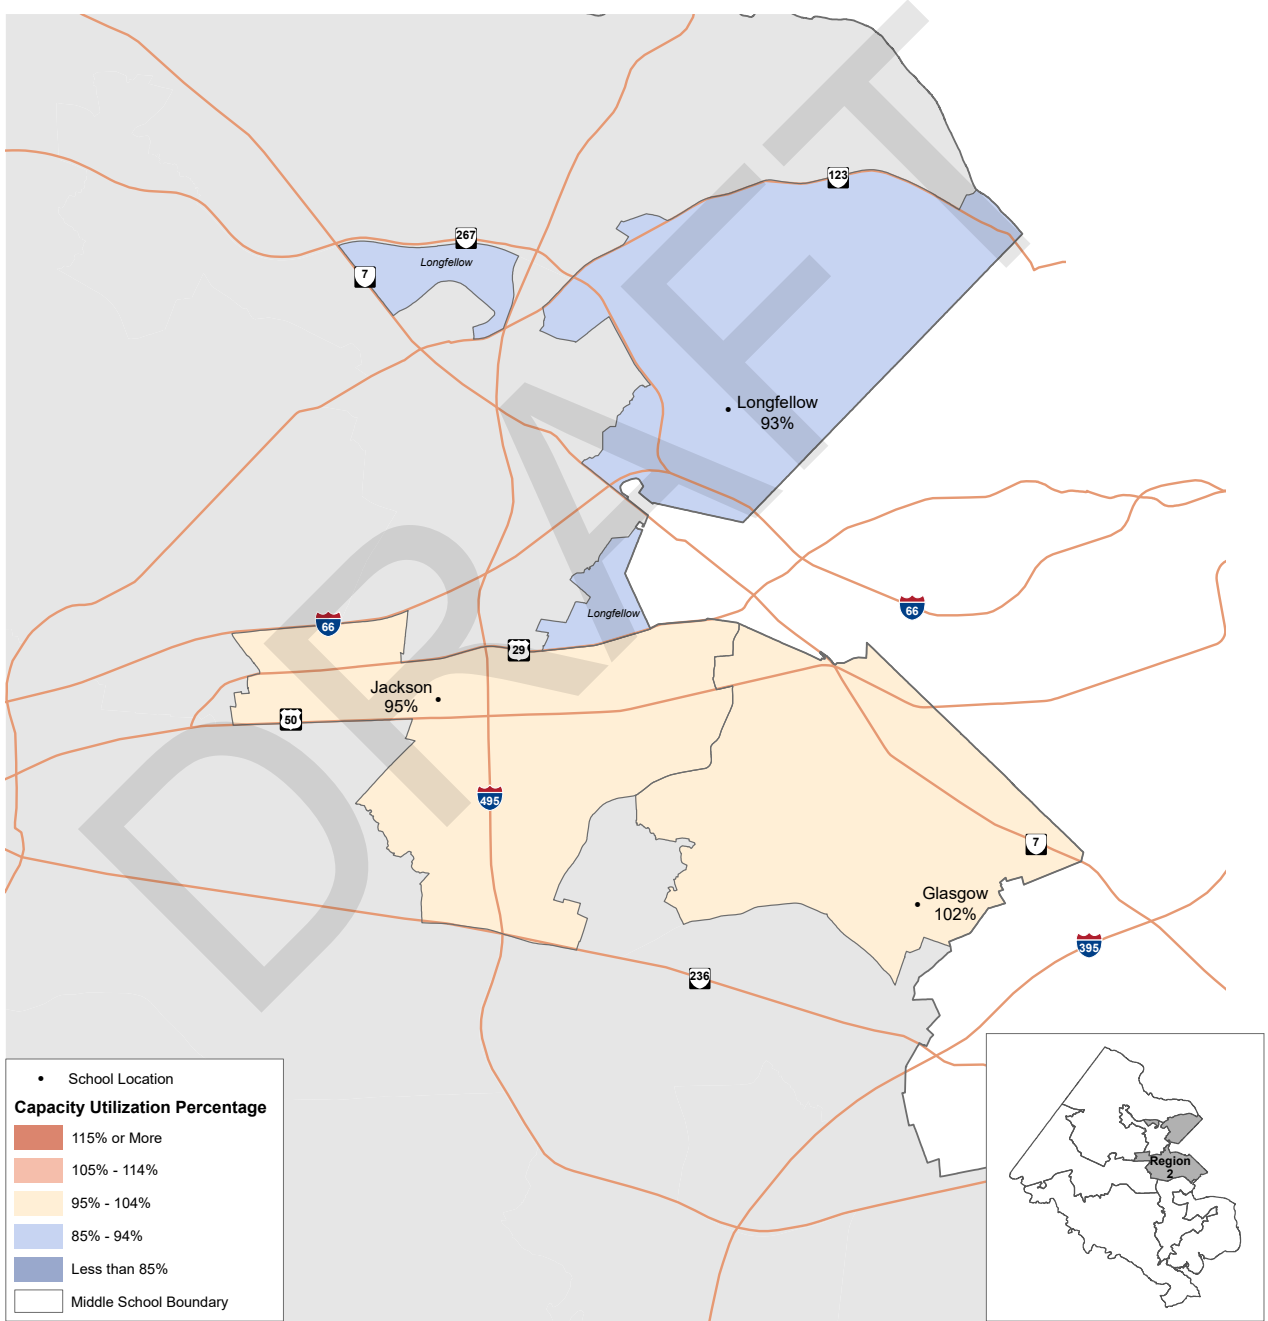 DRAFT
123
267
Longfellow
7
Longfellow
93%
66
66
Longfellow
29
Jackson
95%
50
495
7
Glasgow
102%
395
236
School Location
Capacity Utilization Percentage
115% or More
105% - 114%
95% - 104%
85% - 94%
Less than 85%
Middle School Boundary
Region
2